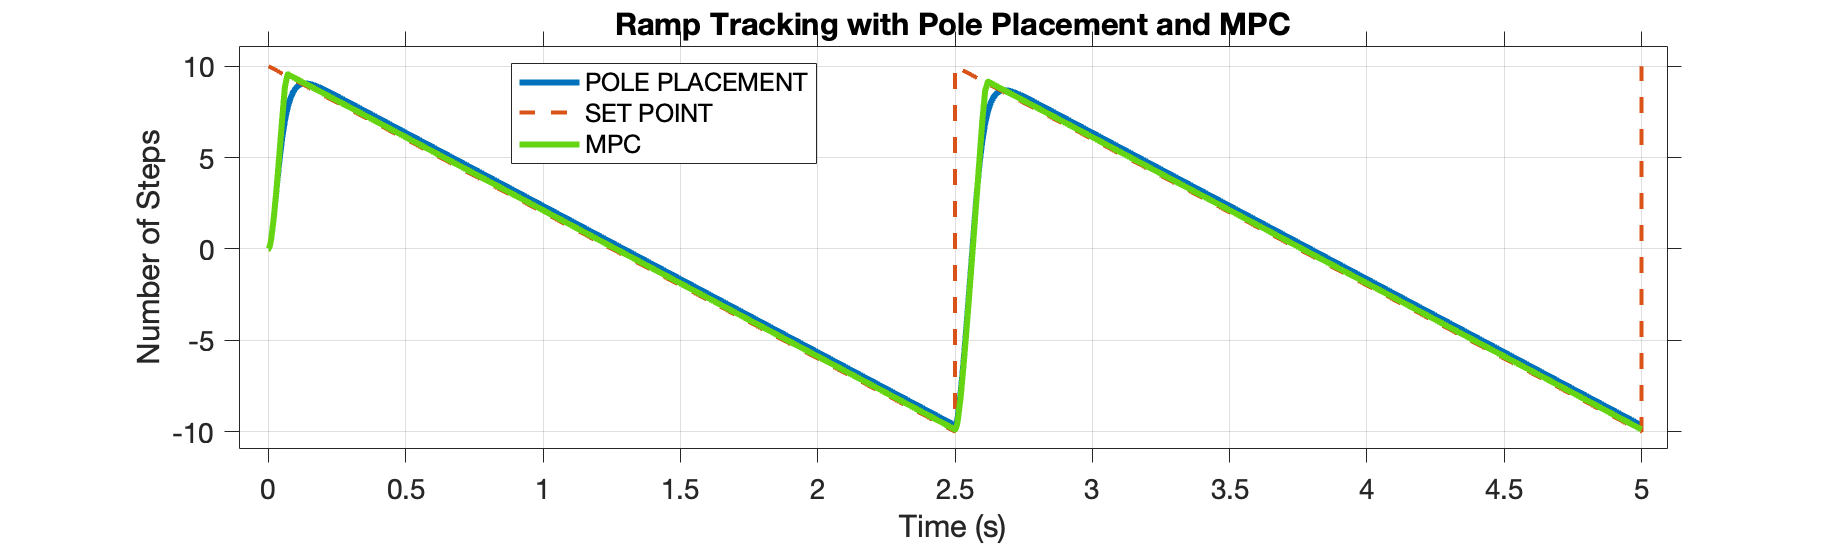 Ramp Tracking with Pole Placement and MPC
10
5
0
-5
-10
Number of Steps
POLE PLACEMENT
SET POINT
MPC
0 0.5 1 1.5 2 2.5 3 3.5 4 4.5 5
Time (s)